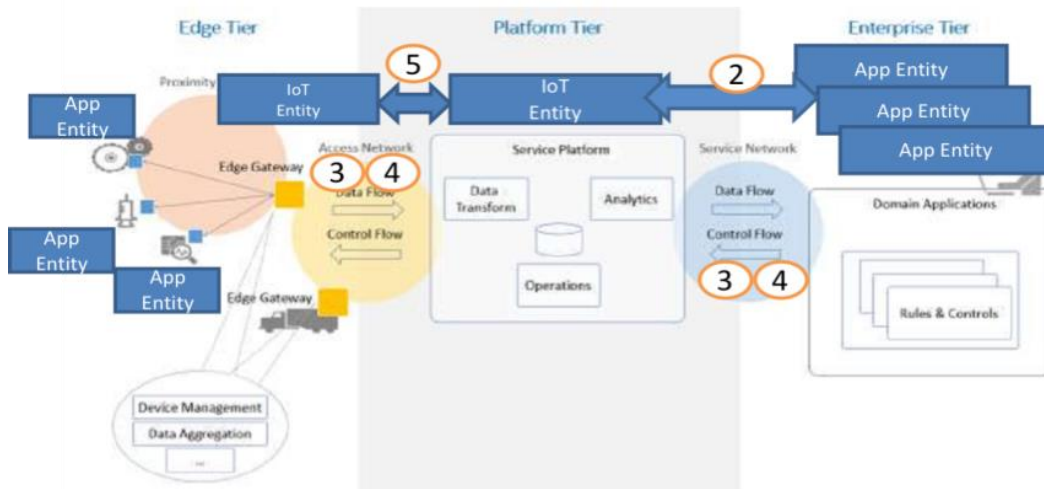 Edge Tier
Platform Tier
Enterprise Tier
5
2
App Entity
Proximity
IoT
Entity
IoT
Entity
App
Entity
App Entity
App Entity
Access Network
Service Platform
Service Network
Edge Gateway
3 4
Data Flow
Data
Transform
Analytics
Data Flow
Domain Applications
Control Flow
Control Flow
App
Entity
App
Entity
Operations
3 4
Edge Gateway
Rules & Controls
Device Management
Data Aggregation
...